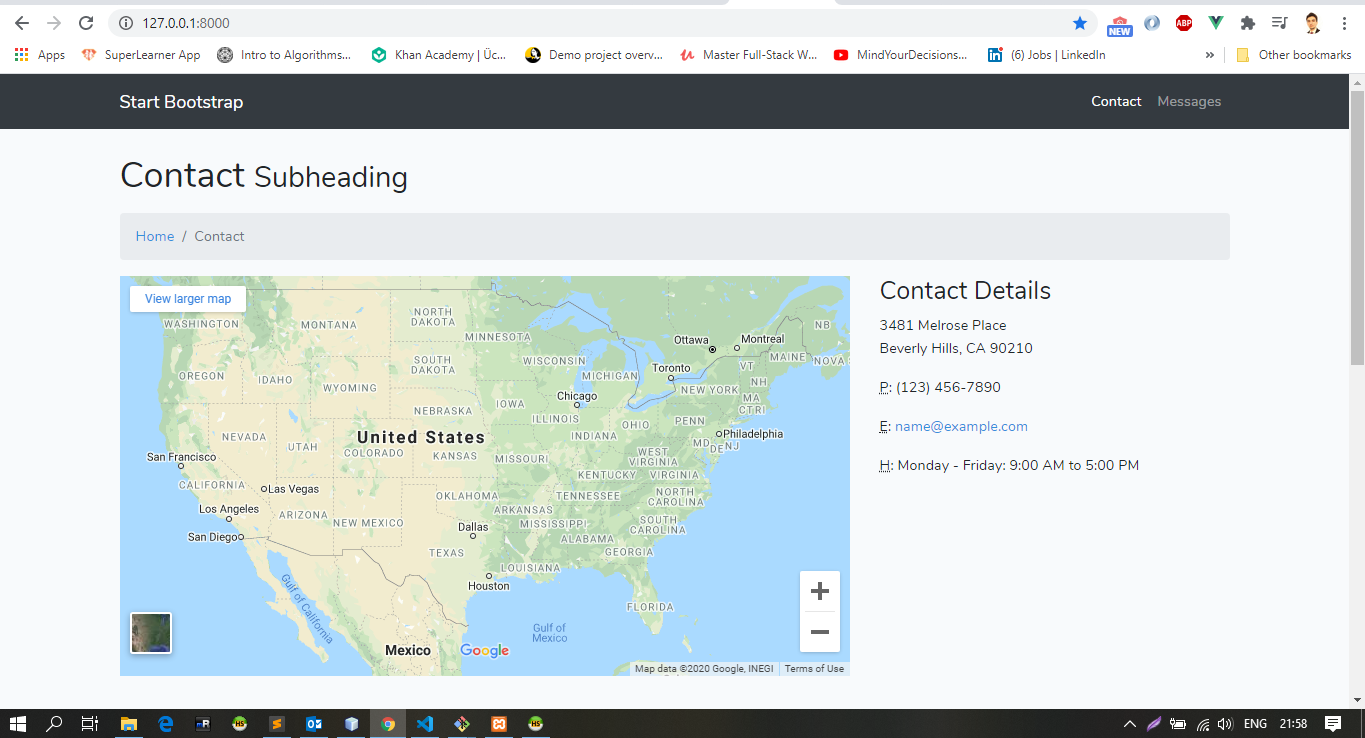 127.0.0.1:8000
NEW
ABP
Apps
SuperLearner App
Intro to Algorithms...
Khan Academy | Üc...
Demo project overv...
Master Full-Stack W...
MindYourDecisions...
(6) Jobs | LinkedIn
»
Other bookmarks
Start Bootstrap
Contact
Messages
Contact Subheading
Home / Contact
View larger map
WASHINGTON
MONTANA
NORTH DAKOTA
MINNESOTA
Ottawa
Montreal
NB
MAINE
NOVA S
OREGON
IDAHO
WYOMING
SOUTH DAKOTA
WISCONSIN
MICHIGAN
Toronto
VT
NH
NEW YORK
MA
CT RI
Chicago
IOWA
NEBRASKA
ILLINOIS
INDIANA
OHIO
PENN
Philadelphia
MD
DE
NJ
NEVADA
UTAH
COLORADO
United States
KANSAS
MISSOURI
WEST VIRGINIA
VIRGINIA
KENTUCKY
San Francisco
CALIFORNIA
Las Vegas
Los Angeles
San Diego
ARIZONA
NEW MEXICO
OKLAHOMA
ARKANSAS
TENNESSEE
NORTH CAROLINA
SOUTH CAROLINA
MISSISSIPPI
ALABAMA
GEORGIA
Dallas
TEXAS
LOUISIANA
Houston
FLORIDA
Gulf of California
Gulf of Mexico
Mexico
Google
Map data ©2020 Google, INEGI
Terms of Use
Contact Details
3481 Melrose Place
Beverly Hills, CA 90210
P: (123) 456-7890
E: name@example.com
H: Monday - Friday: 9:00 AM to 5:00 PM
R
HS
HS
ENG
21:58